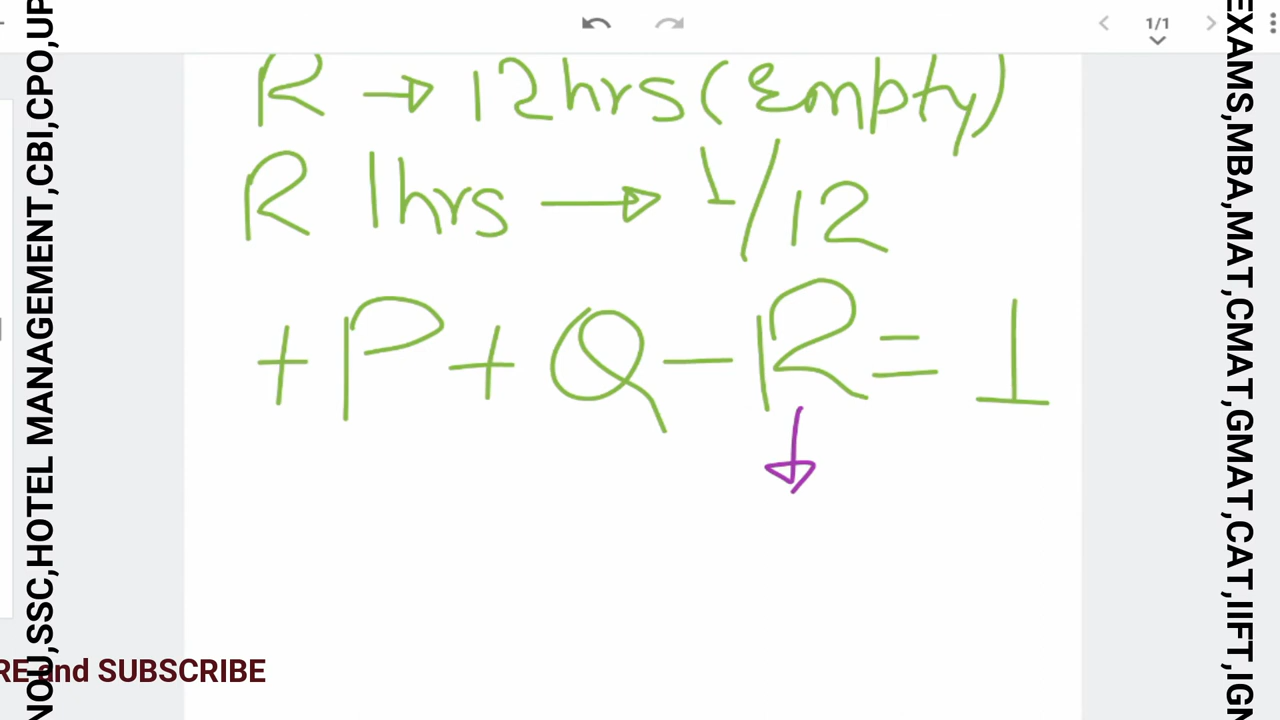 1/1
R → 12hrs (Empty)
R 1hrs → 1/12
+ P + Q - R = 1
NOU,SSC,HOTEL MANAGEMENT,CBI,CPO,UP
EXAMS,MBA,MAT,CMAT,GMAT,CAT,IIFT,IGN
RE and SUBSCRIBE